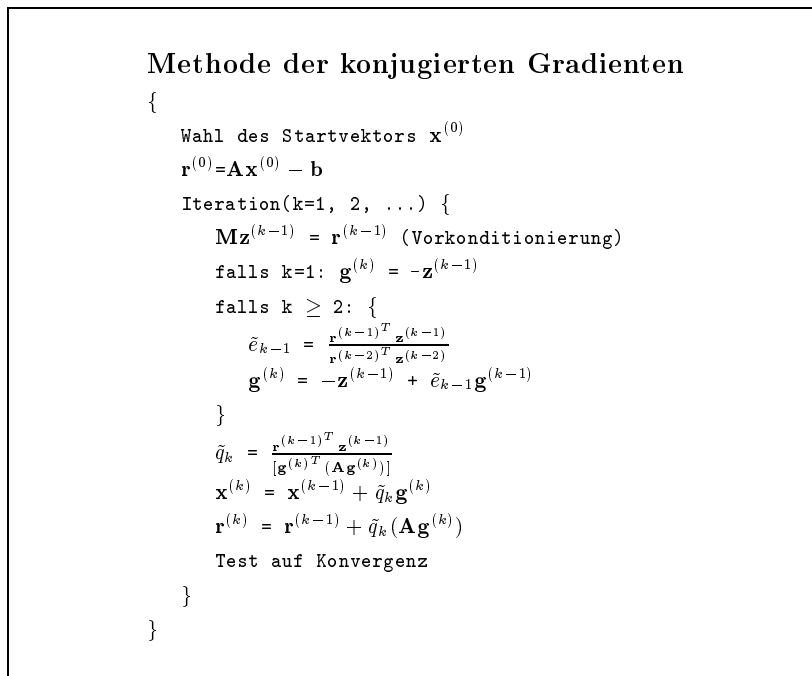 Methode der konjugierten Gradienten
{
Wahl des Startvektors x^(0)
r^(0)=Ax^(0) − b
Iteration(k=1, 2, ...) {
Mz^(k−1) = r^(k−1) (Vorkonditionierung)
falls k=1: g^(k) = -z^(k−1)
falls k ≥ 2: {
ẽ_{k−1} = \frac{r^{(k−1)^T} z^{(k−1)}}{r^{(k−2)^T} z^{(k−2)}}
g^(k) = −z^(k−1) + ẽ_{k−1}g^(k−1)
}
q̃_k = \frac{r^{(k−1)^T} z^{(k−1)}}{[g^{(k)^T} (Ag^{(k)})]}
x^(k) = x^(k−1) + q̃_k g^(k)
r^(k) = r^(k−1) + q̃_k(Ag^(k))
Test auf Konvergenz
}
}